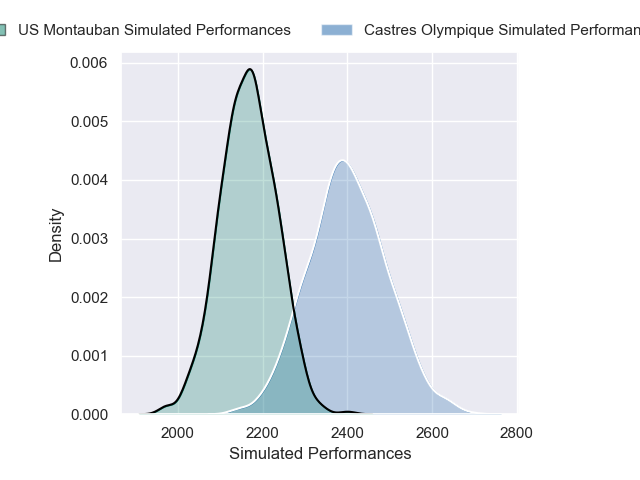 US Montauban Simulated Performances
Castres Olympique Simulated
0.006
0.005
0.004
0.003
0.002
0.001
0.000
Density
2000 2200 2400 2600 2800
Simulated Performances